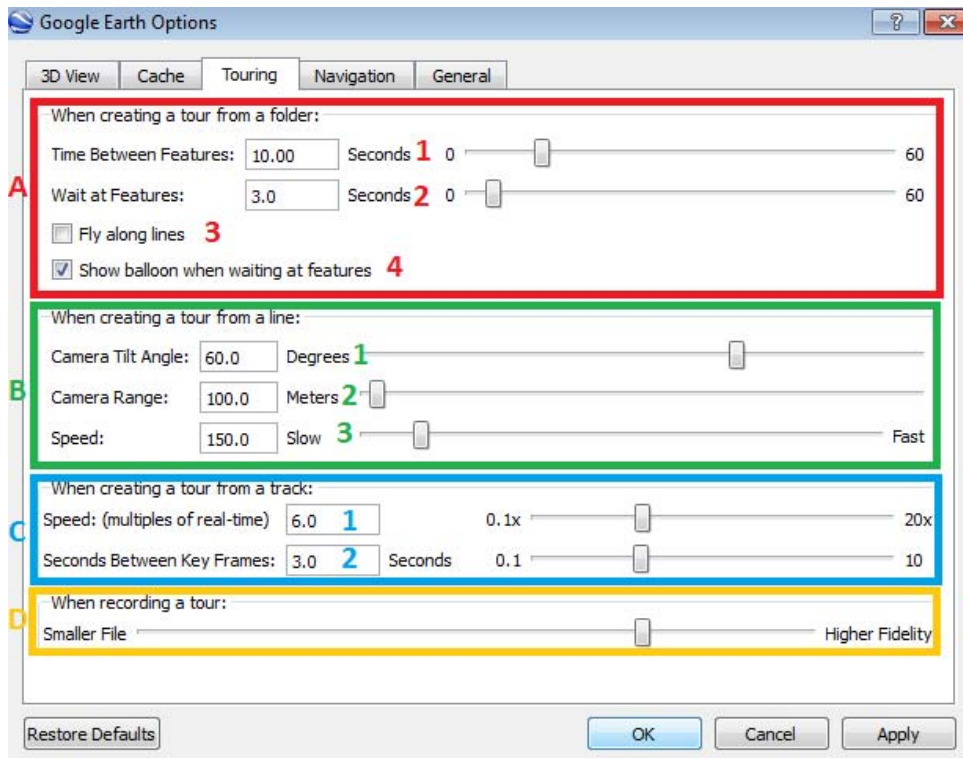 Google Earth Options
3D View Cache Touring Navigation General
When creating a tour from a folder:
Time Between Features: 10.00 Seconds 1 0 60
A
Wait at Features: 3.0 Seconds 2 0 60
Fly along lines 3
Show balloon when waiting at features 4
When creating a tour from a line:
Camera Tilt Angle: 60.0 Degrees 1
B
Camera Range: 100.0 Meters 2
Speed: 150.0 Slow 3 Fast
When creating a tour from a track:
Speed: (multiples of real-time) 6.0 1 0.1x 20x
C
Seconds Between Key Frames: 3.0 2 Seconds 0.1 10
When recording a tour:
D
Smaller File Higher Fidelity
Restore Defaults OK Cancel Apply